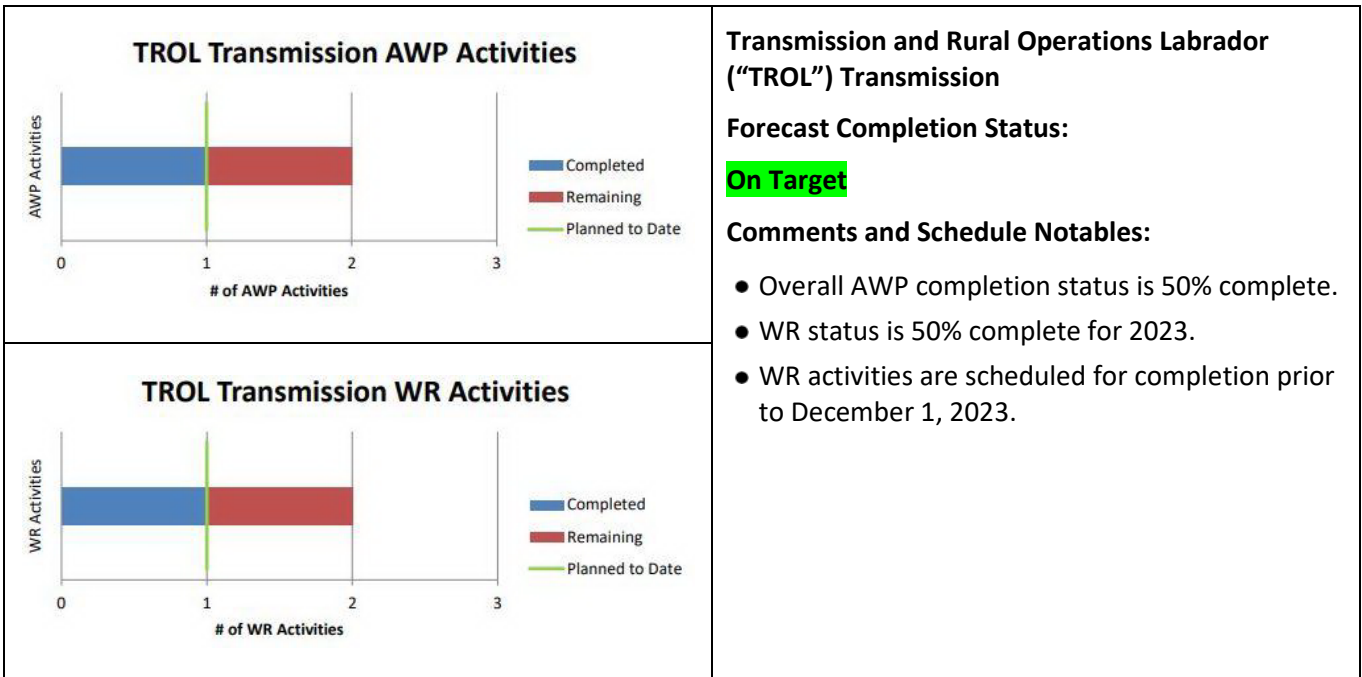 TROL Transmission AWP Activities
AWP Activities
Completed
Remaining
Planned to Date
0 1 2 3
# of AWP Activities
TROL Transmission WR Activities
WR Activities
Completed
Remaining
Planned to Date
0 1 2 3
# of WR Activities
Transmission and Rural Operations Labrador
(“TROL”) Transmission
Forecast Completion Status:
On Target
Comments and Schedule Notables:
● Overall AWP completion status is 50% complete.
● WR status is 50% complete for 2023.
● WR activities are scheduled for completion prior
to December 1, 2023.